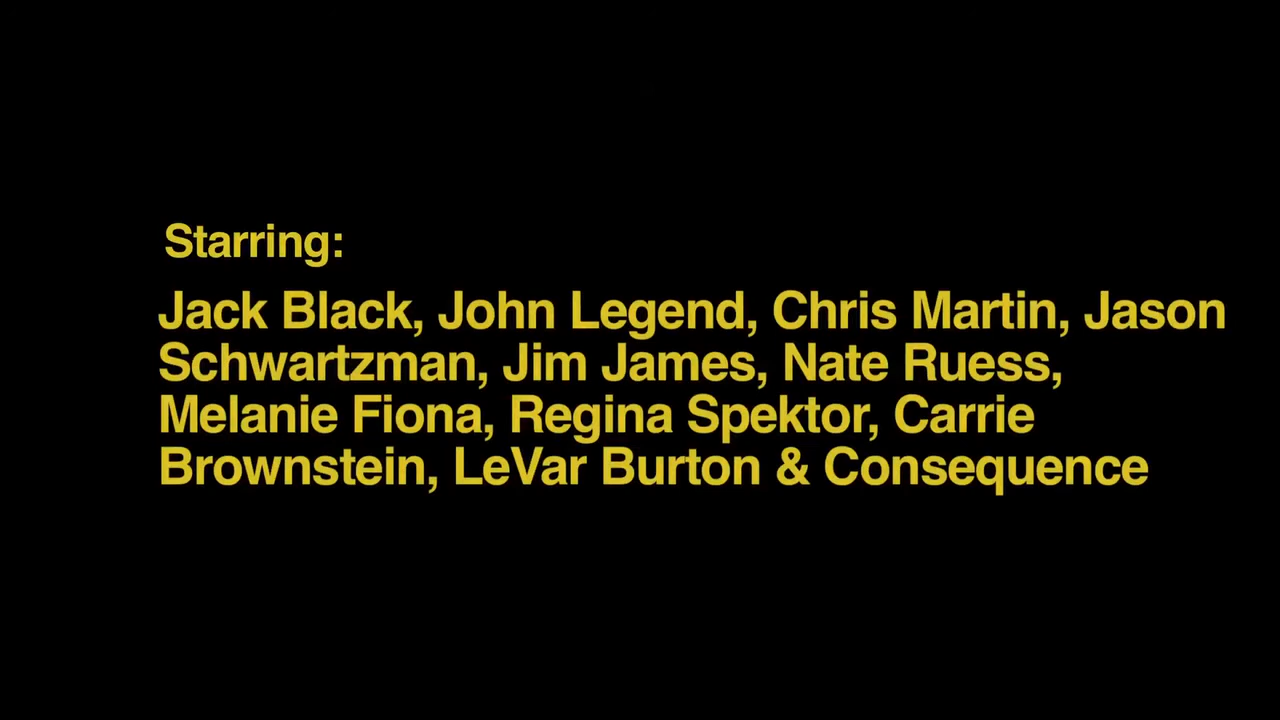 Starring:
Jack Black, John Legend, Chris Martin, Jason
Schwartzman, Jim James, Nate Ruess,
Melanie Fiona, Regina Spektor, Carrie
Brownstein, LeVar Burton & Consequence